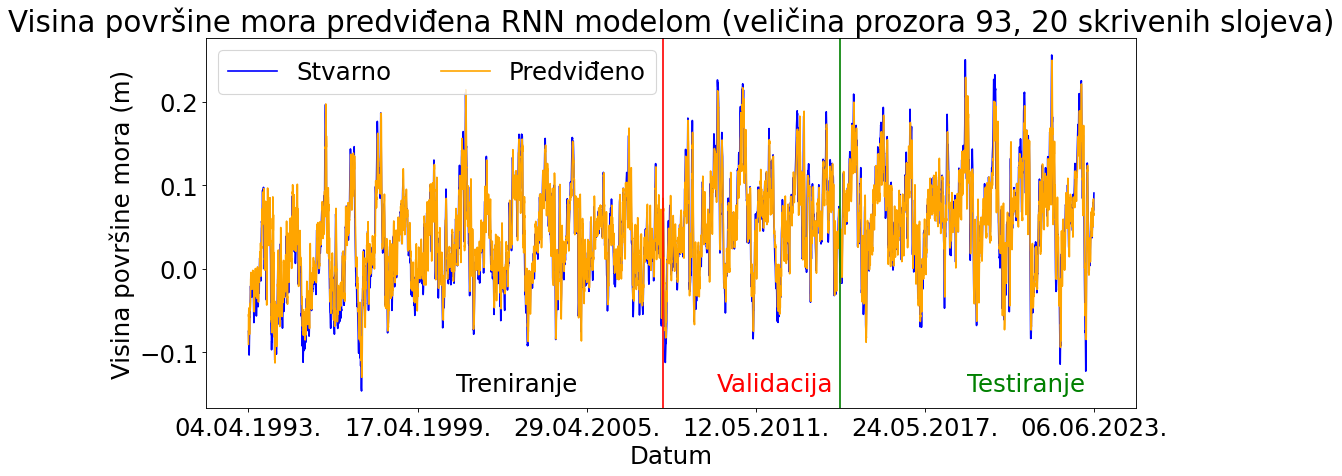 Visina površine mora predviđena RNN modelom (veličina prozora 93, 20 skrivenih slojeva)
Stvarno
Predviđeno
Visina površine mora (m)
0.2
0.1
0.0
−0.1
Treniranje
Validacija
Testiranje
04.04.1993.
17.04.1999.
29.04.2005.
12.05.2011.
24.05.2017.
06.06.2023.
Datum